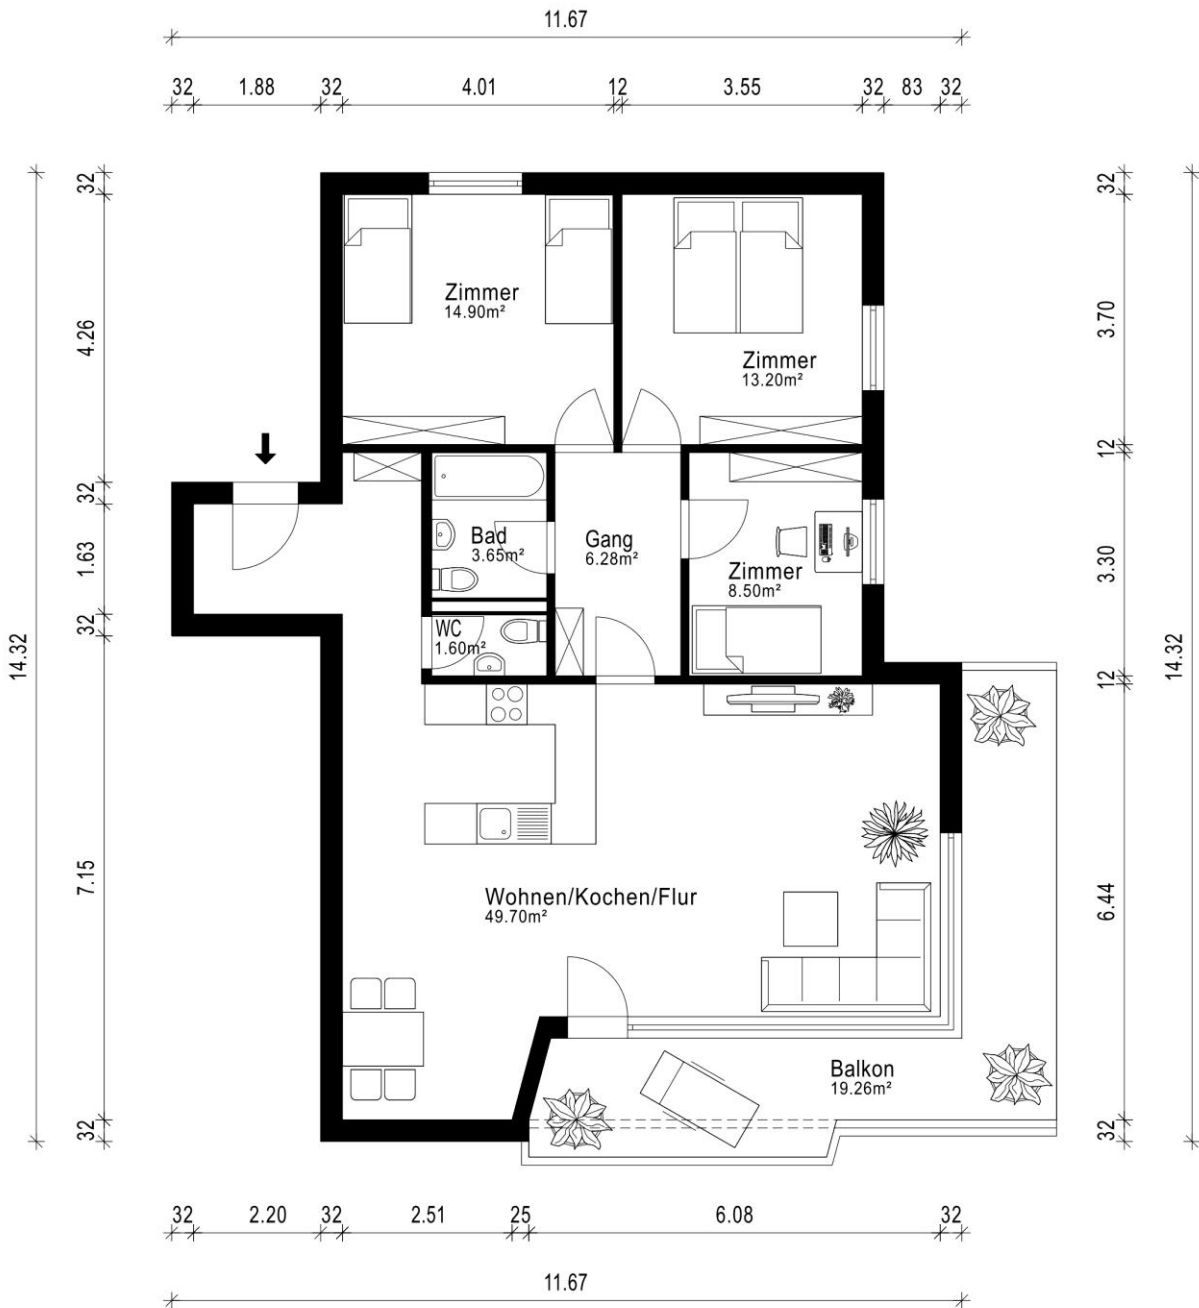 11.67
32 1.88 32 4.01 12 3.55 32 83 32
32
4.26
32
1.63
32
7.15
32
14.32
Zimmer
14.90m²
Zimmer
13.20m²
Bad
3.65m²
Gang
6.28m²
Zimmer
8.50m²
WC
1.60m²
Wohnen/Kochen/Flur
49.70m²
Balkon
19.26m²
32
3.70
12
3.30
12
6.44
32
14.32
32 2.20 32 2.51 25 6.08 32
11.67